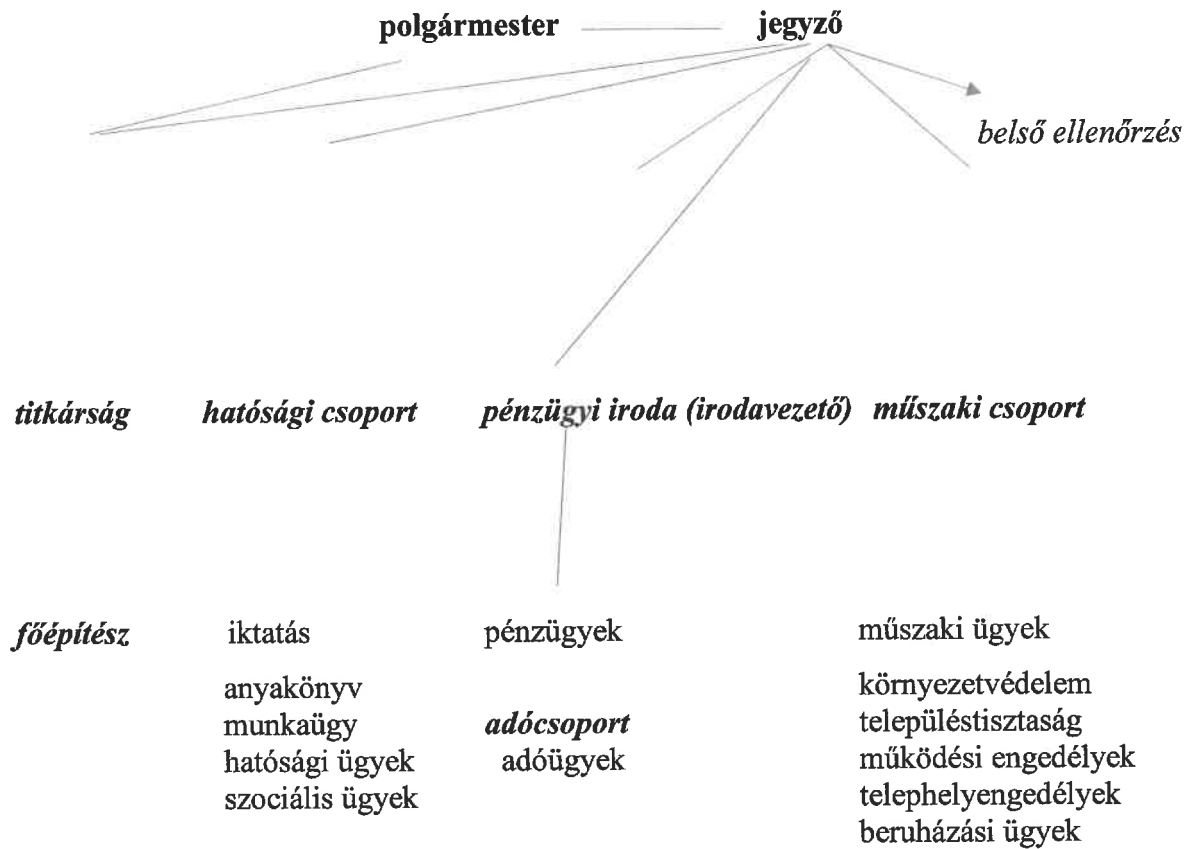 polgármester jegyző
belső ellenőrzés
titkárság hatósági csoport pénzügyi iroda (irodavezető) műszaki csoport
főépítész iktatás pénzügyek műszaki ügyek
anyakönyv környezetvédelem
munkaügy adócsoport településtisztaság
hatósági ügyek adóügyek működési engedélyek
szociális ügyek telephelyengedélyek
beruházási ügyek